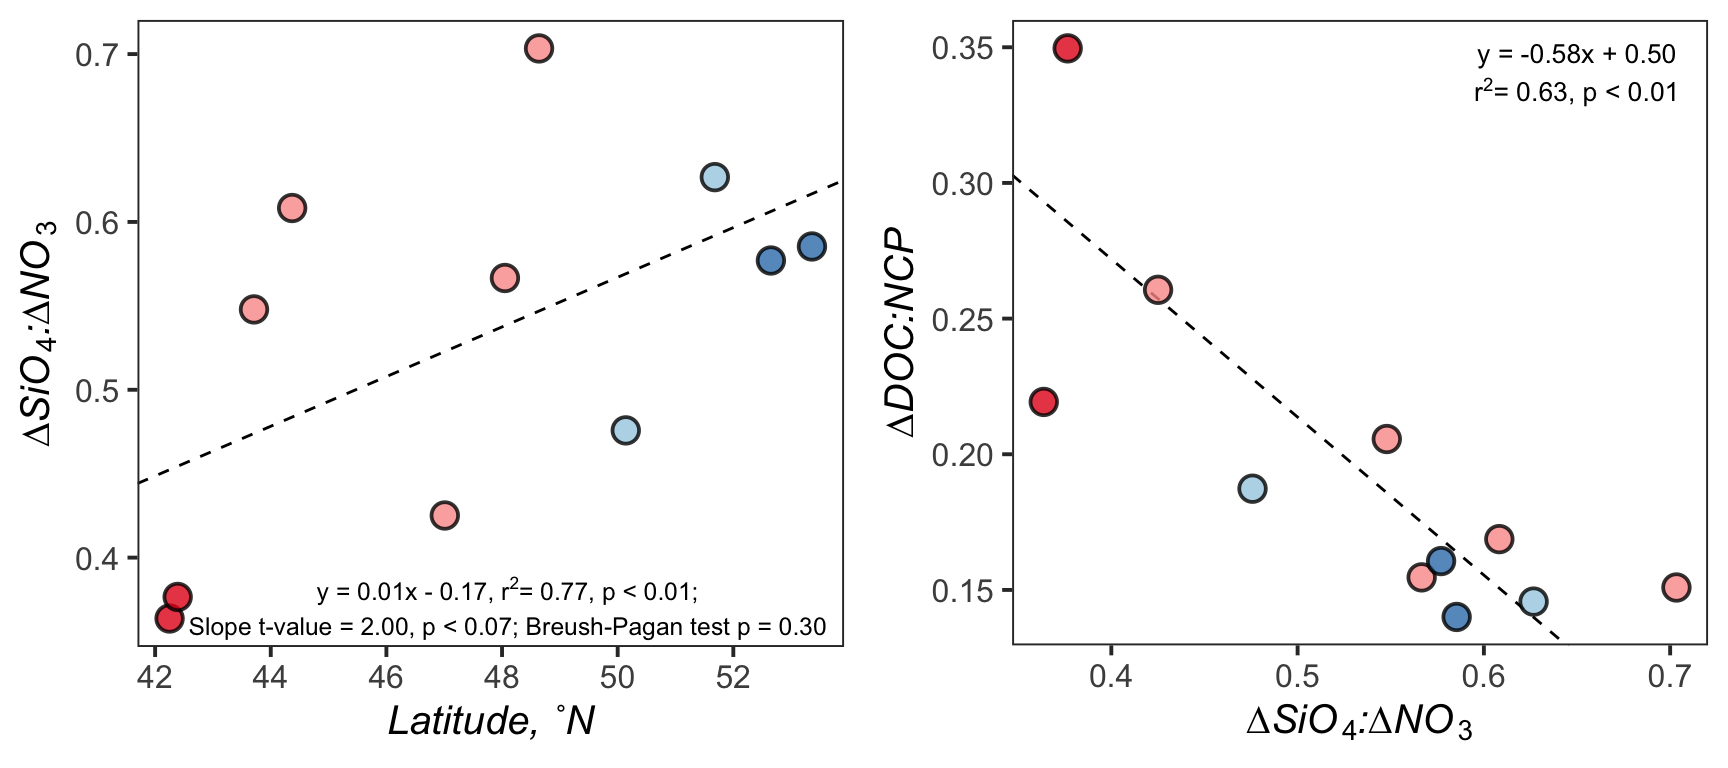 0.7
0.6
0.5
0.4
ΔSiO4:ΔNO3
y = 0.01x - 0.17, r2= 0.77, p < 0.01;
Slope t-value = 2.00, p < 0.07; Breush-Pagan test p = 0.30
42 44 46 48 50 52
Latitude, ˚N
0.35
0.30
0.25
0.20
0.15
ΔDOC:NCP
y = -0.58x + 0.50
r2= 0.63, p < 0.01
0.4 0.5 0.6 0.7
ΔSiO4:ΔNO3